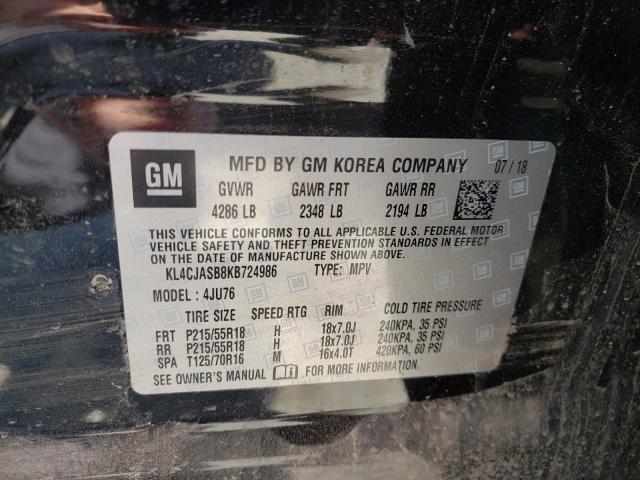 GM MFD BY GM KOREA COMPANY 07/18
GVWR GAWR FRT GAWR RR
4286 LB 2348 LB 2194 LB
THIS VEHICLE CONFORMS TO ALL APPLICABLE U.S. FEDERAL MOTOR
VEHICLE SAFETY AND THEFT PREVENTION STANDARDS IN EFFECT
ON THE DATE OF MANUFACTURE SHOWN ABOVE.
KL4CJASB8KB724986 TYPE: MPV
MODEL : 4JU76
TIRE SIZE SPEED RTG RIM COLD TIRE PRESSURE
FRT P215/55R18 H 18x7.0J 240KPA, 35 PSI
RR P215/55R18 H 18x7.0J 240KPA, 35 PSI
SPA T125/70R16 M 16x4.0T 420KPA, 60 PSI
SEE OWNER'S MANUAL FOR MORE INFORMATION.